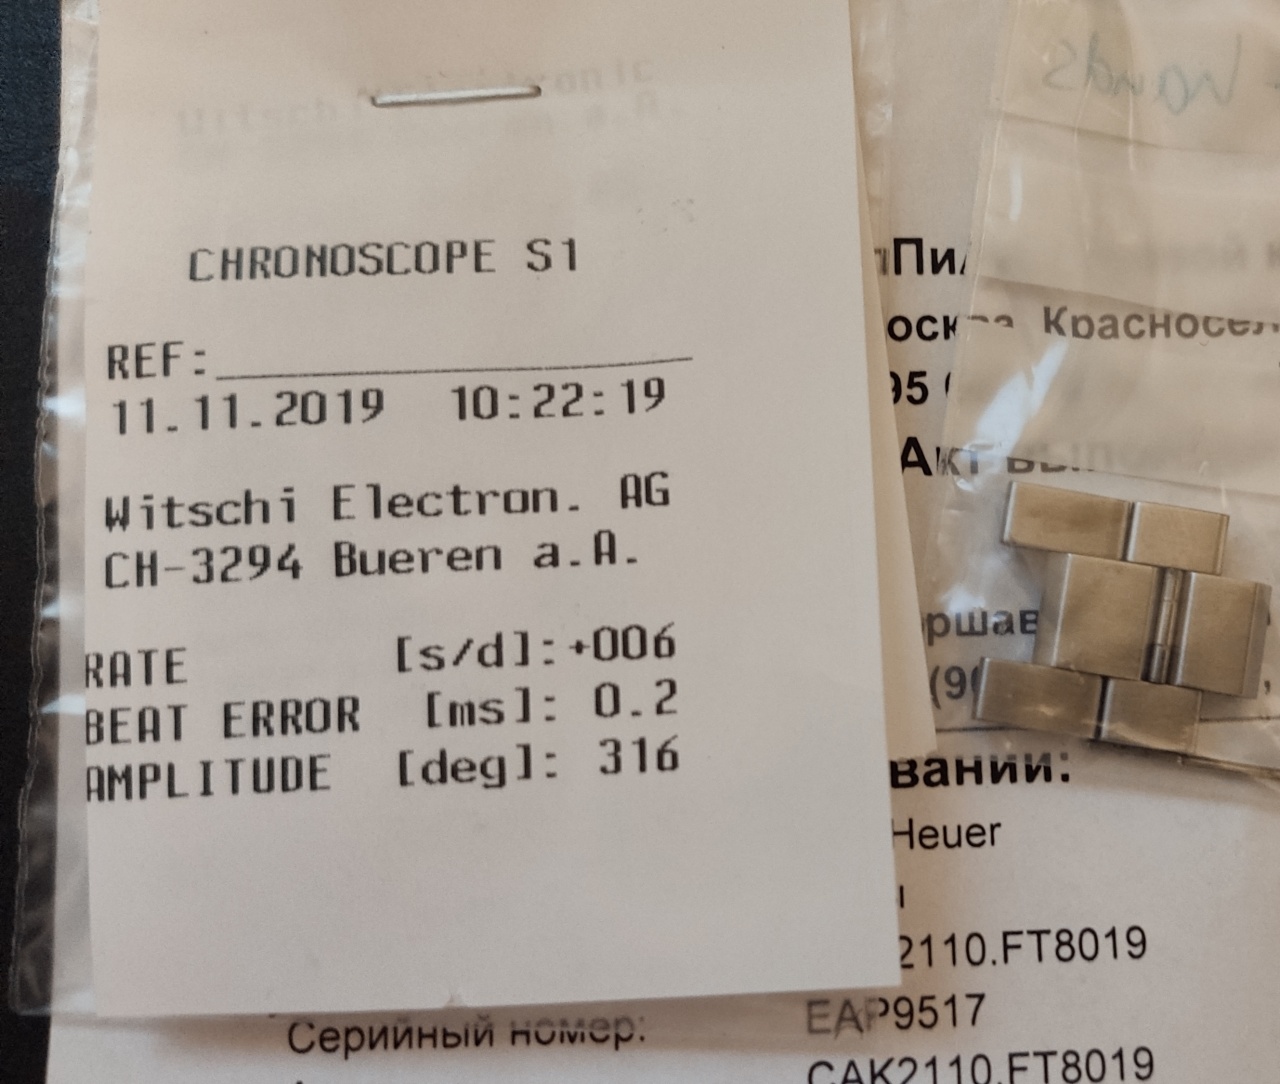 CHRONOSCOPE S1
REF:
11.11.2019 10:22:19
Witschi Electron. AG
CH-3294 Bueren a.A.
RATE [s/d]:+006
BEAT ERROR [ms]: 0.2
AMPLITUDE [deg]: 316
Heuer
2110.FT8019
Серийный номер:
EAP9517
CAK2110.FT8019